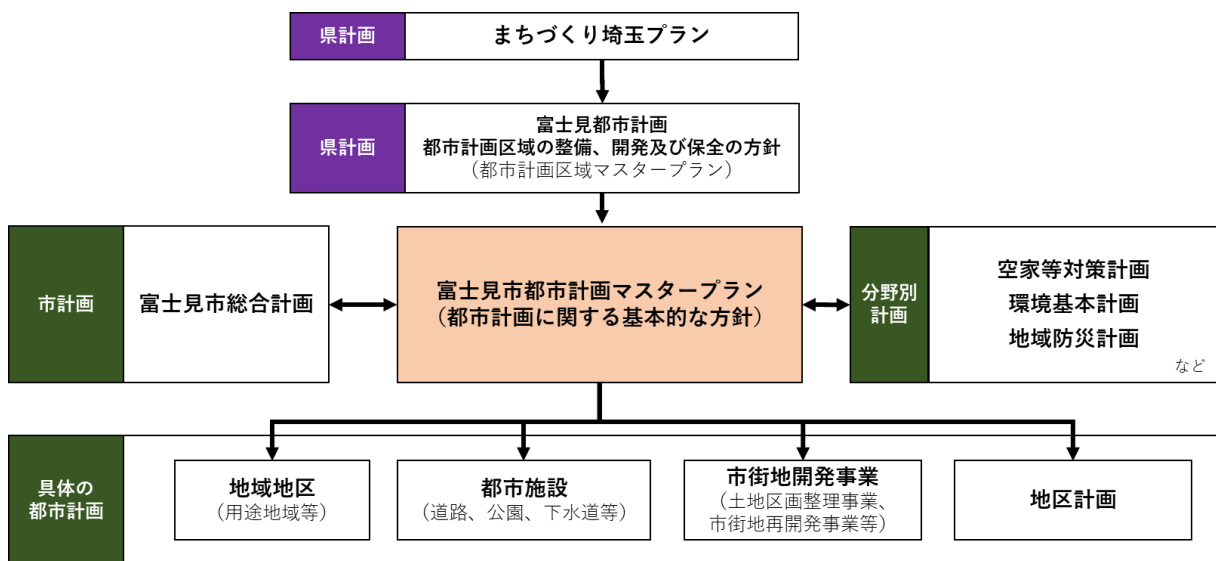 県計画
まちづくり埼玉プラン
県計画
富士見都市計画
都市計画区域の整備、開発及び保全の方針
（都市計画区域マスタープラン）
市計画
富士見市総合計画
富士見市都市計画マスタープラン
（都市計画に関する基本的な方針）
分野別
計画
空家等対策計画
環境基本計画
地域防災計画
など
具体の
都市計画
地域地区
（用途地域等）
都市施設
（道路、公園、下水道等）
市街地開発事業
（土地区画整理事業、
市街地再開発事業等）
地区計画